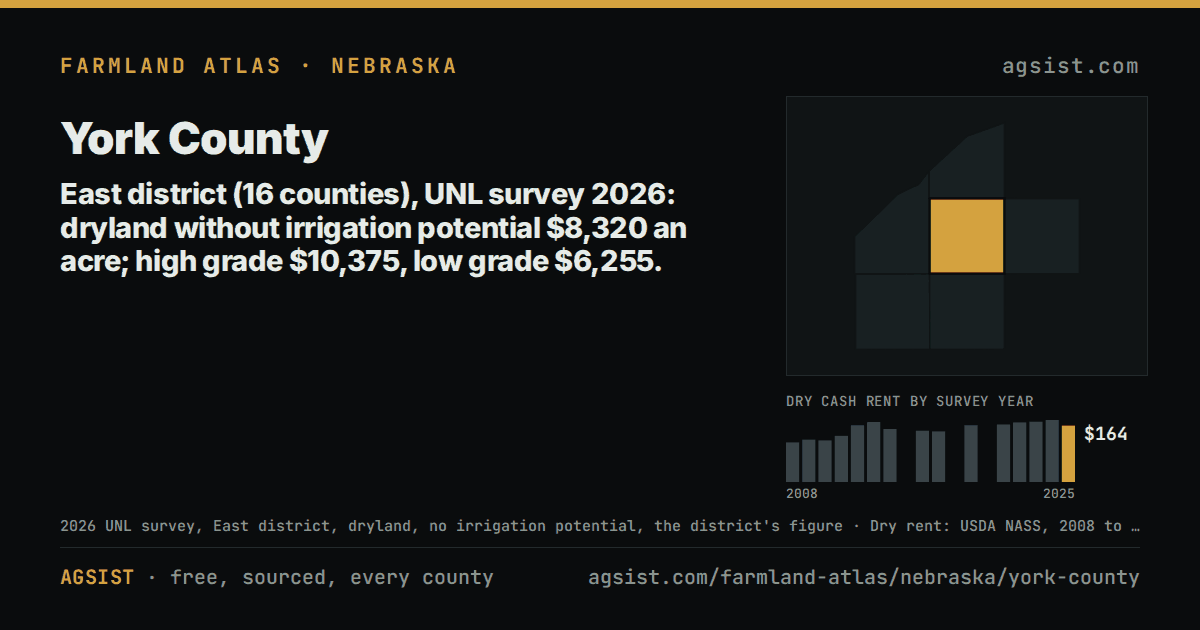 FARMLAND ATLAS · NEBRASKA
agsist.com
York County
East district (16 counties), UNL survey 2026:
dryland without irrigation potential $8,320 an
acre; high grade $10,375, low grade $6,255.
DRY CASH RENT BY SURVEY YEAR
$164
2008
2025
2026 UNL survey, East district, dryland, no irrigation potential, the district's figure · Dry rent: USDA NASS, 2008 to …
AGSIST · free, sourced, every county
agsist.com/farmland-atlas/nebraska/york-county